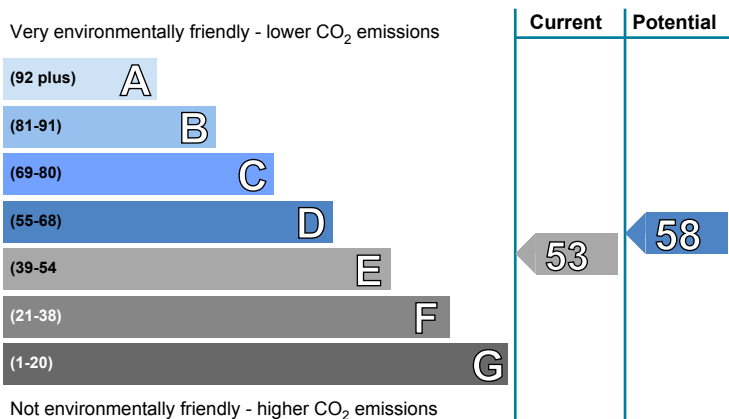 Very environmentally friendly - lower CO2 emissions
Current
Potential
(92 plus) A
(81-91) B
(69-80) C
(55-68) D
(39-54 E
(21-38) F
(1-20) G
53
58
Not environmentally friendly - higher CO2 emissions